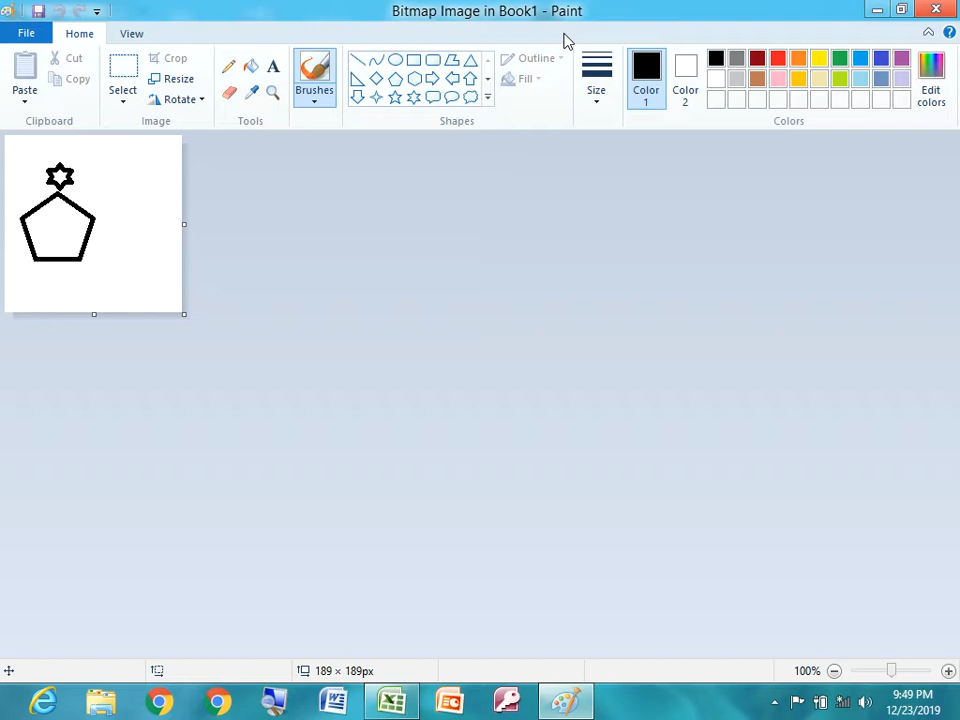 Bitmap Image in Book1 - Paint
File
Home
View
Paste
Cut
Copy
Clipboard
Select
Crop
Resize
Rotate
Image
A
Tools
Brushes
Outline
Fill
Shapes
Size
Color 1
Color 2
Edit colors
Colors
189 × 189px
100%
9:49 PM
12/23/2019